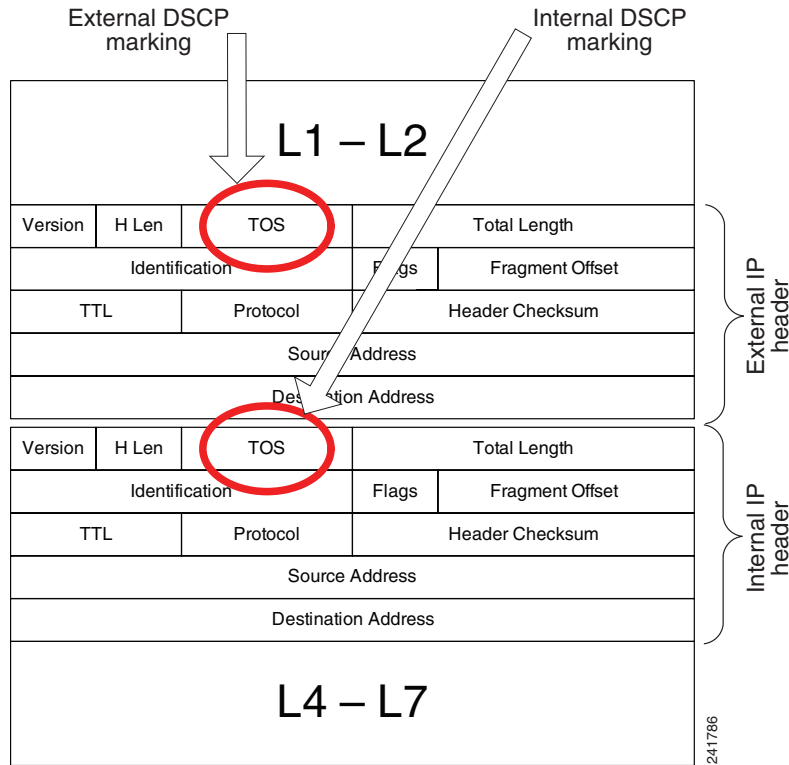 External DSCP
marking
Internal DSCP
marking
L1 – L2
Version H Len TOS Total Length
Identification Flags Fragment Offset
TTL Protocol Header Checksum
Source Address
Destination Address
External IP
header
Version H Len TOS Total Length
Identification Flags Fragment Offset
TTL Protocol Header Checksum
Source Address
Destination Address
Internal IP
header
L4 – L7
241786